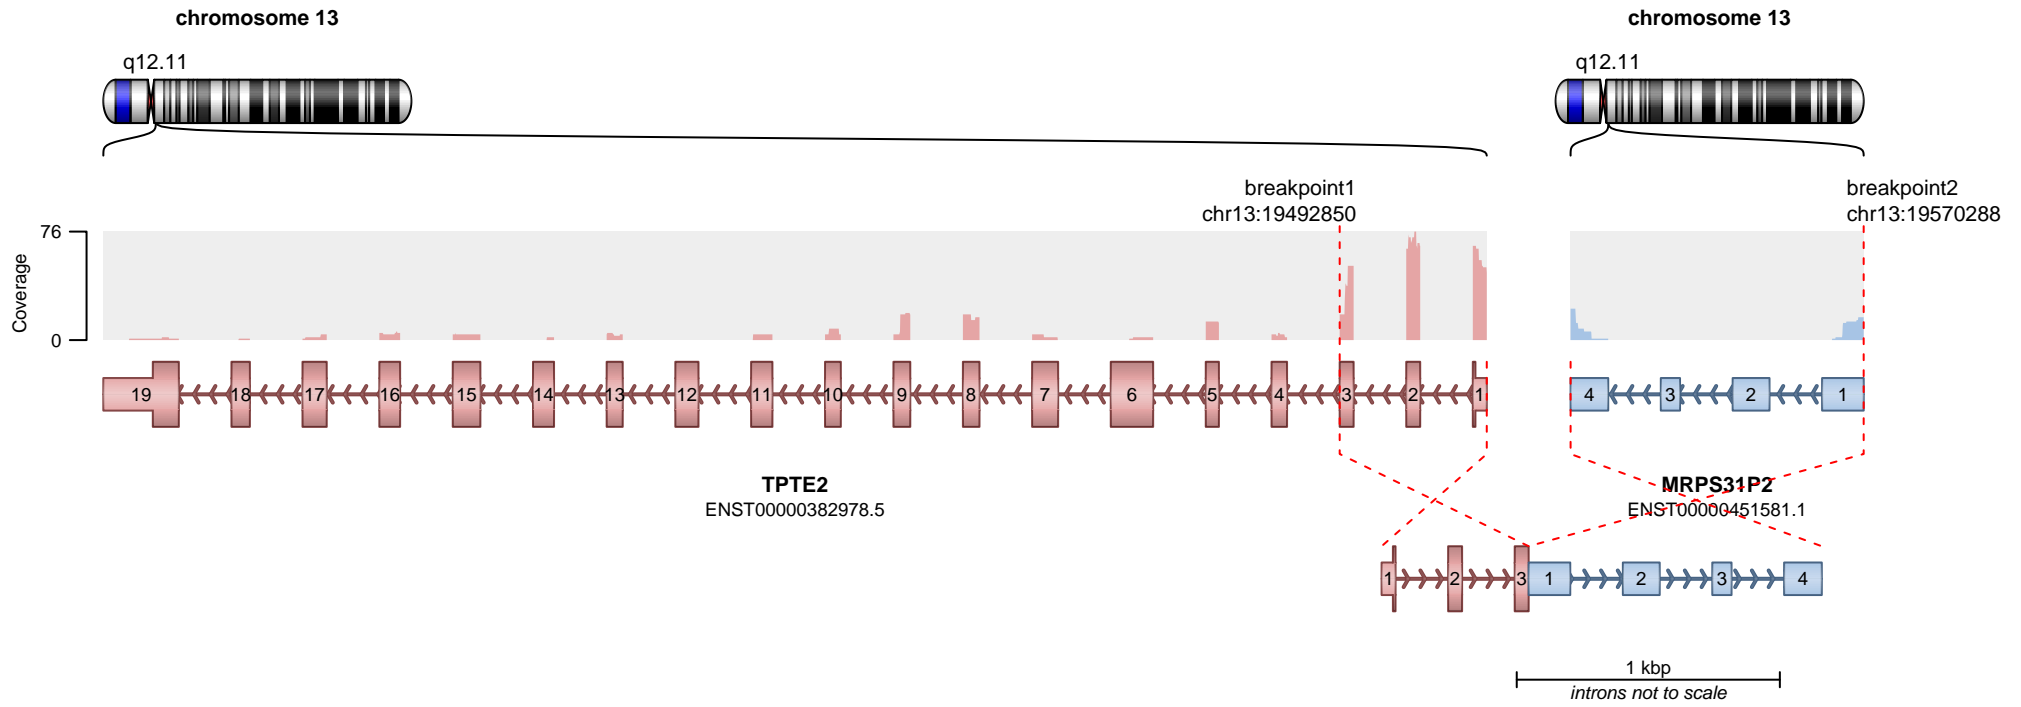 chromosome 13
chromosome 13
q12.11
q12.11
breakpoint1
chr13:19492850
breakpoint2
chr13:19570288
76
0
Coverage
19 18 17 16 15 14 13 12 11 10 9 8 7 6 5 4 3 2 1
4 3 2 1
TPTE2
ENST00000382978.5
MRPS31P2
ENST00000451581.1
1 2 3 1 2 3 4
1 kbp
introns not to scale